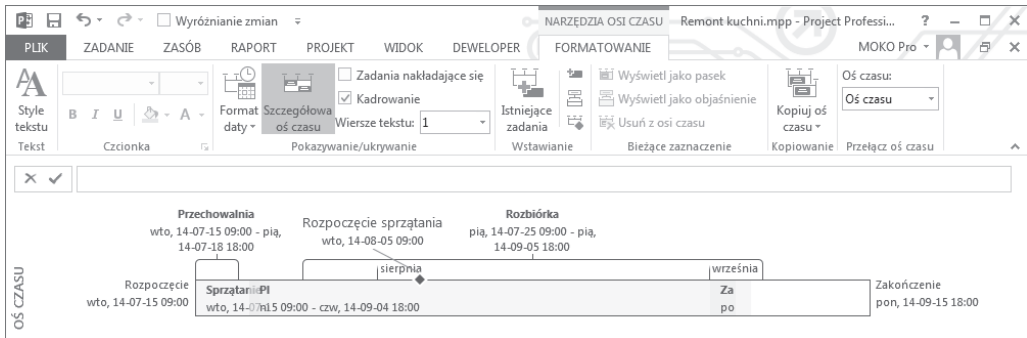 Wyróżnianie zmian
NARZĘDZIA OSI CZASU
Remont kuchni.mpp - Project Professi...
?
PLIK ZADANIE ZASÓB RAPORT PROJEKT WIDOK DEWELOPER FORMATOWANIE MOKO Pro
Style tekstu
B I U A
Format daty
Szczegółowa oś czasu
Zadania nakładające się
Kadrowanie
Wiersze tekstu: 1
Istniejące zadania
Wyświetl jako pasek
Wyświetl jako objaśnienie
Usuń z osi czasu
Kopiuj oś czasu
Oś czasu:
Oś czasu
Tekst Czcionka Pokazywanie/ukrywanie Wstawianie Bieżące zaznaczenie Kopiowanie Przełącz oś czasu
OŚ CZASU
Przechowalnia
wto, 14-07-15 09:00 - pią,
14-07-18 18:00
Rozpoczęcie sprzątania
wto, 14-08-05 09:00
Rozbiórka
pią, 14-07-25 09:00 - pią,
14-09-05 18:00
sierpnia
września
Rozpoczęcie
wto, 14-07-15 09:00
Sprzątanie
wto, 14-07-15 09:00 - czw, 14-09-04 18:00
Pl
Za
po
Zakończenie
pon, 14-09-15 18:00